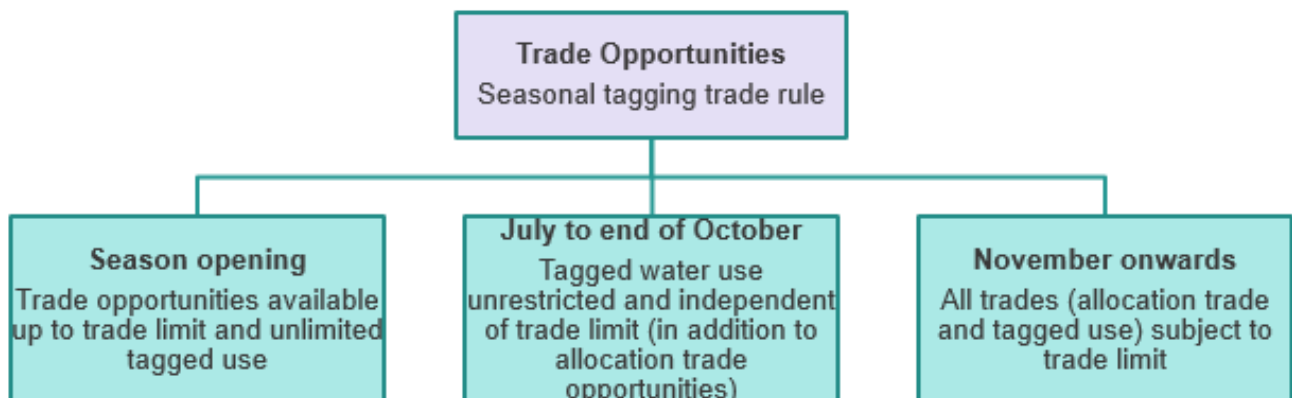 Trade Opportunities
Seasonal tagging trade rule
Season opening
Trade opportunities available
up to trade limit and unlimited
tagged use
July to end of October
Tagged water use
unrestricted and independent
of trade limit (in addition to
allocation trade
opportunities)
November onwards
All trades (allocation trade
and tagged use) subject to
trade limit